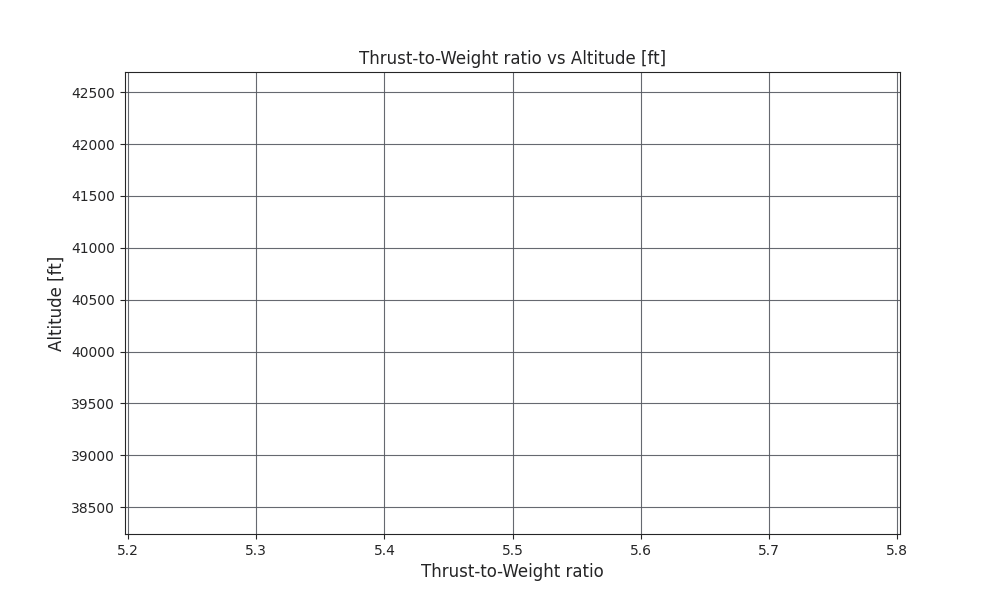 Thrust-to-Weight ratio vs Altitude [ft]
Altitude [ft]
42500
42000
41500
41000
40500
40000
39500
39000
38500
5.2 5.3 5.4 5.5 5.6 5.7 5.8
Thrust-to-Weight ratio